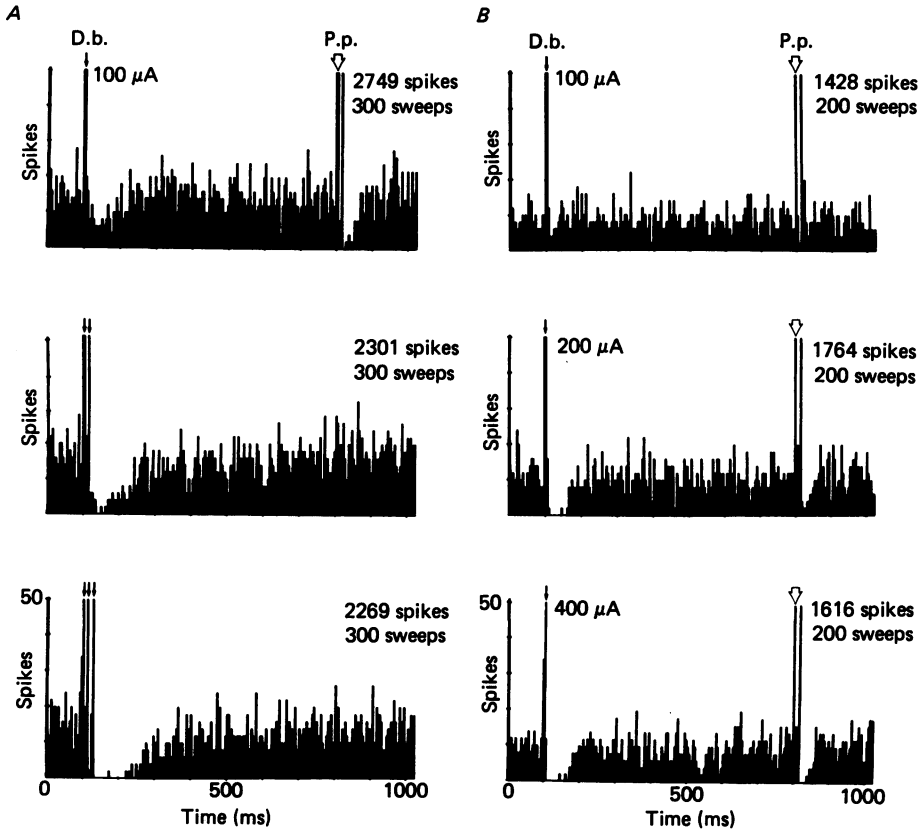 A
D.b.
P.p.
100 μA
2749 spikes
300 sweeps
Spikes
2301 spikes
300 sweeps
Spikes
50
2269 spikes
300 sweeps
Spikes
0
500
1000
Time (ms)
B
D.b.
P.p.
100 μA
1428 spikes
200 sweeps
Spikes
200 μA
1764 spikes
200 sweeps
Spikes
50
400 μA
1616 spikes
200 sweeps
Spikes
0
500
1000
Time (ms)